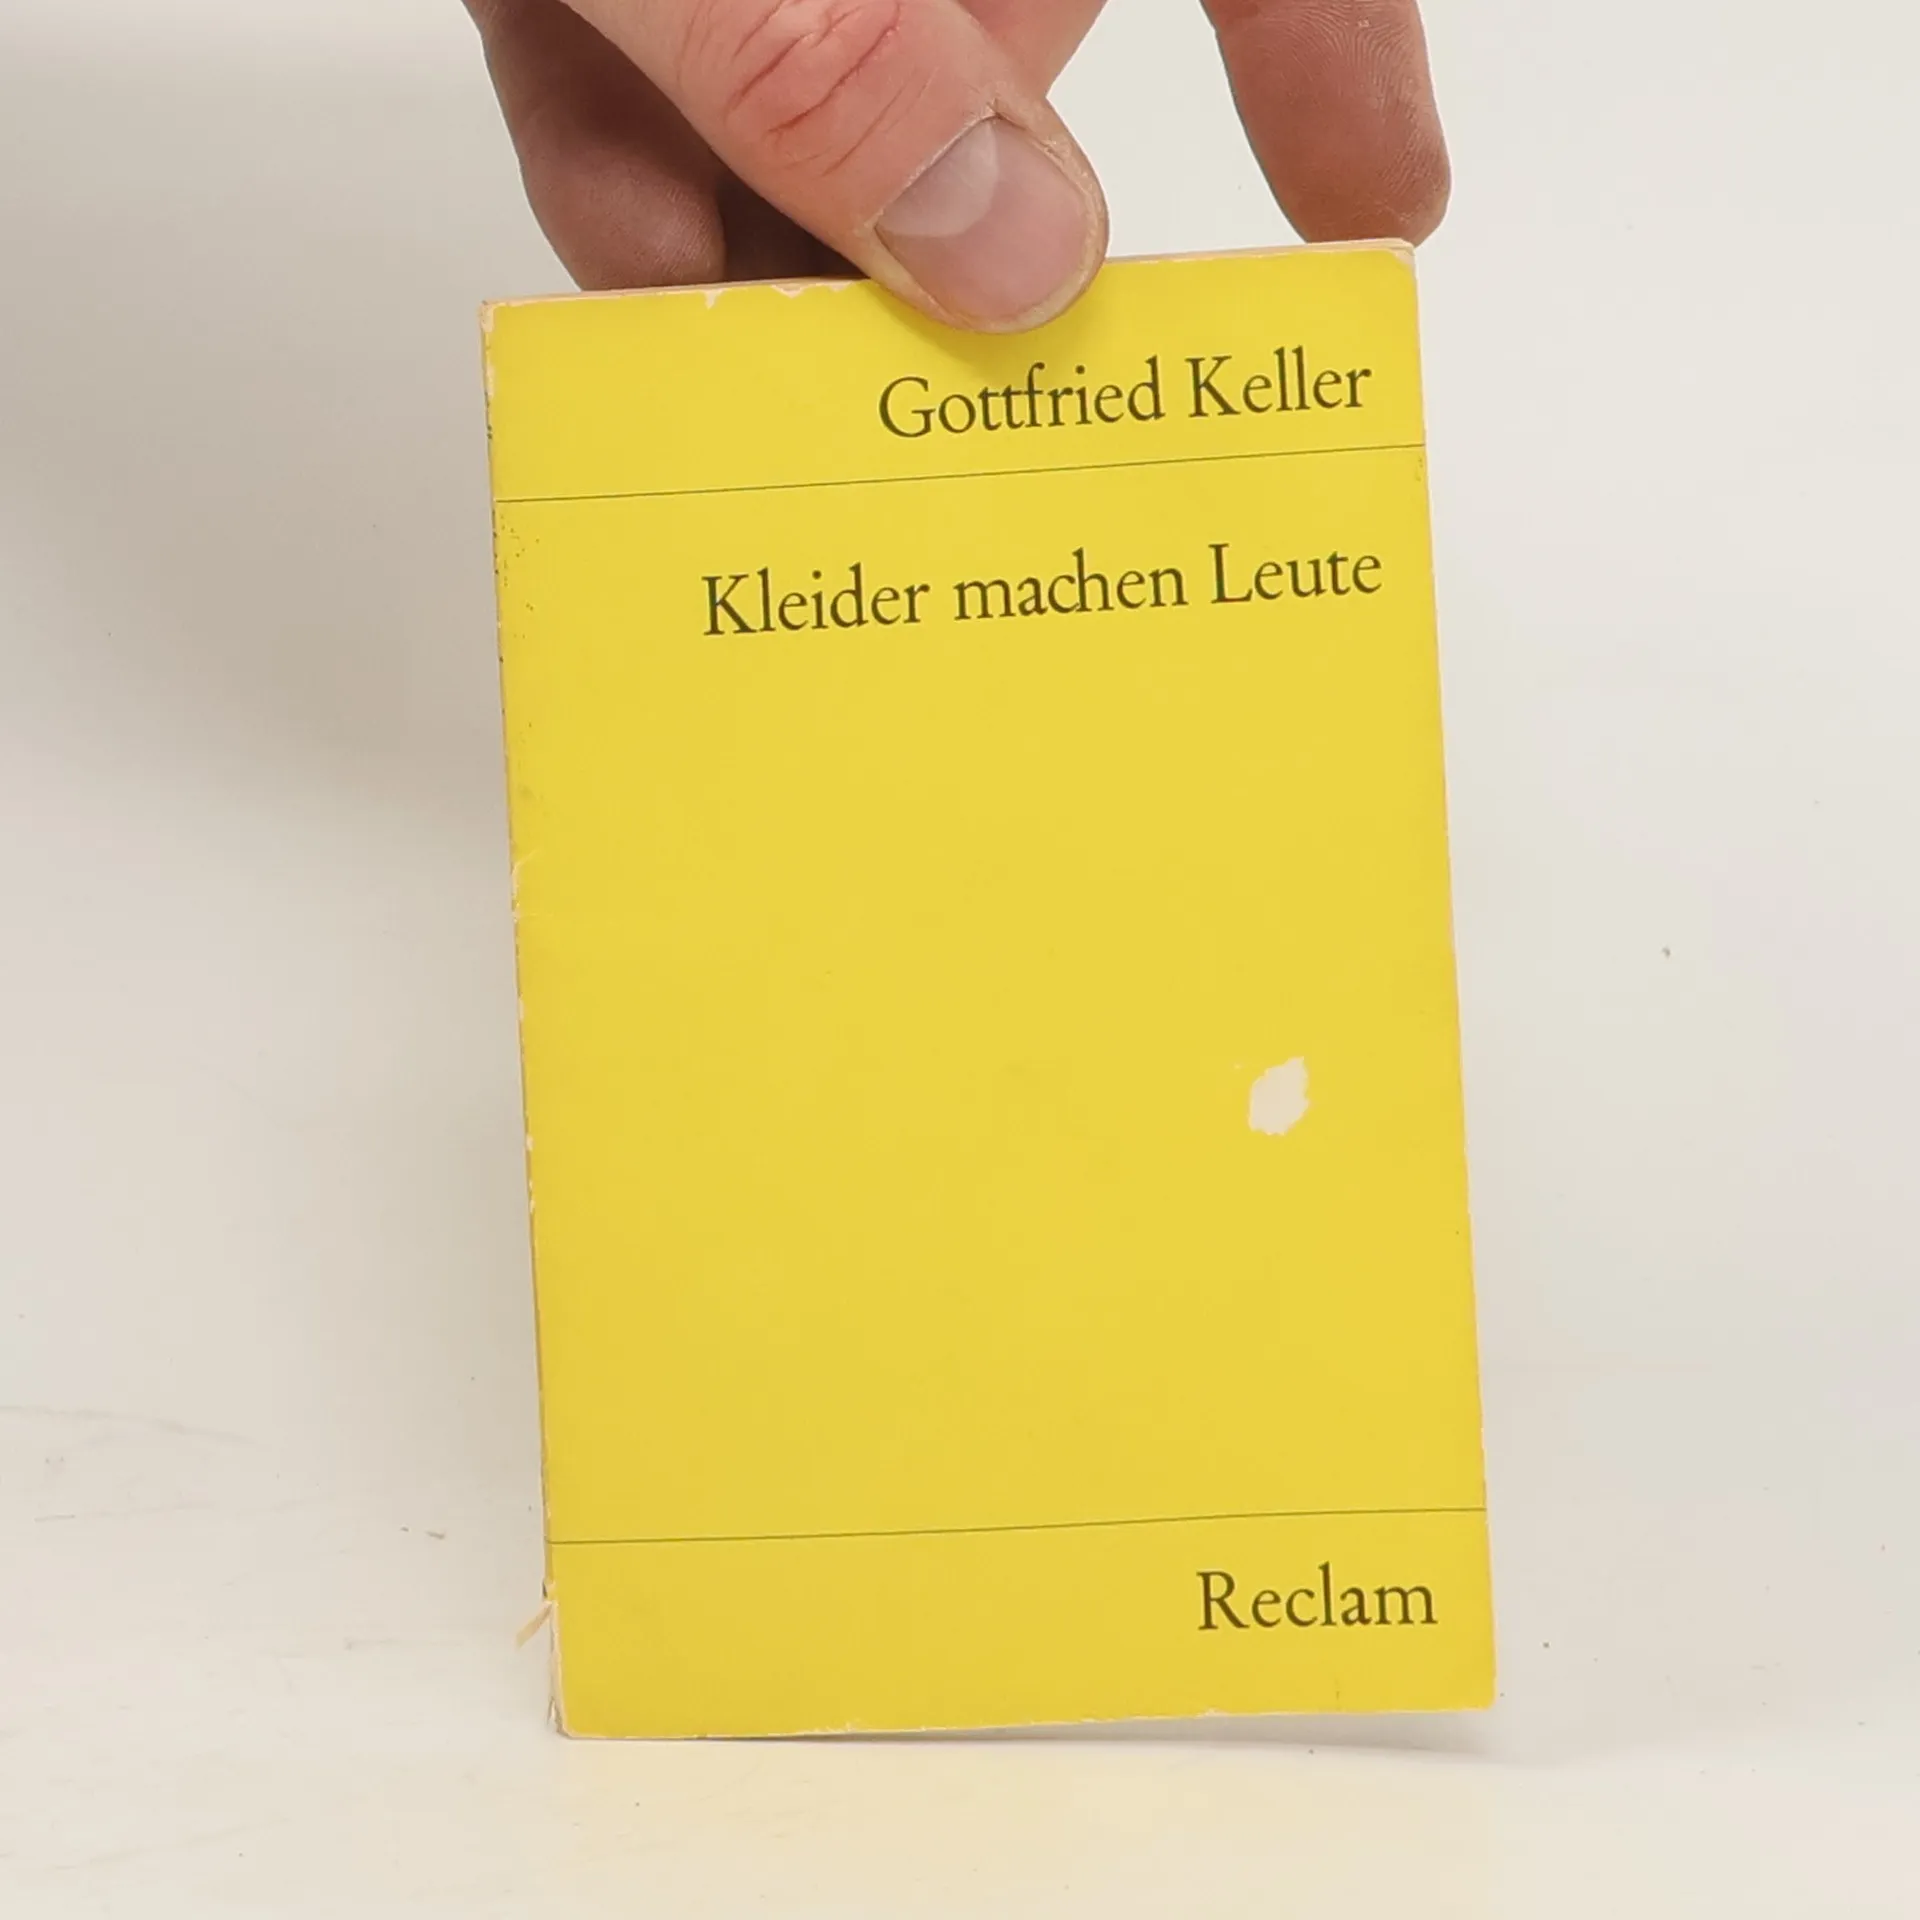 Gottfried Keller
Kleider machen Leute
Reclam